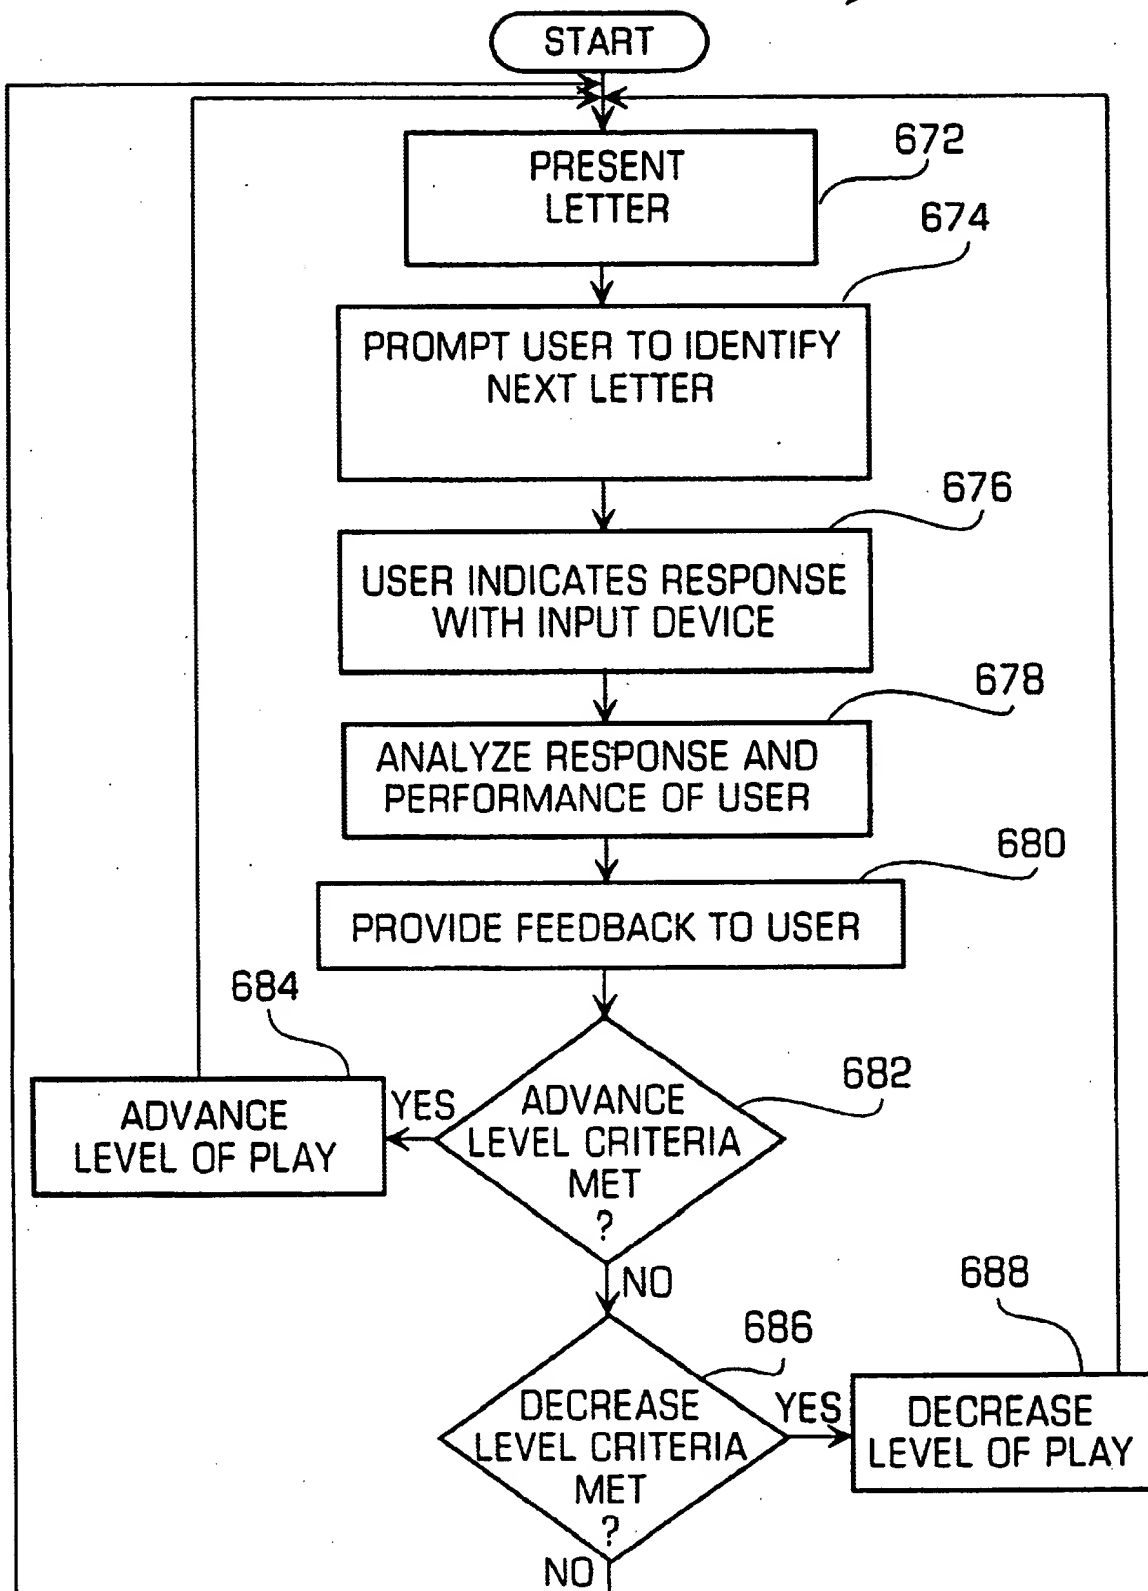 START
672
PRESENT
LETTER
674
PROMPT USER TO IDENTIFY
NEXT LETTER
676
USER INDICATES RESPONSE
WITH INPUT DEVICE
678
ANALYZE RESPONSE AND
PERFORMANCE OF USER
680
PROVIDE FEEDBACK TO USER
684
682
ADVANCE
LEVEL OF PLAY
YES
ADVANCE
LEVEL CRITERIA
MET
?
NO
688
686
DECREASE
LEVEL CRITERIA
MET
?
YES
DECREASE
LEVEL OF PLAY
NO